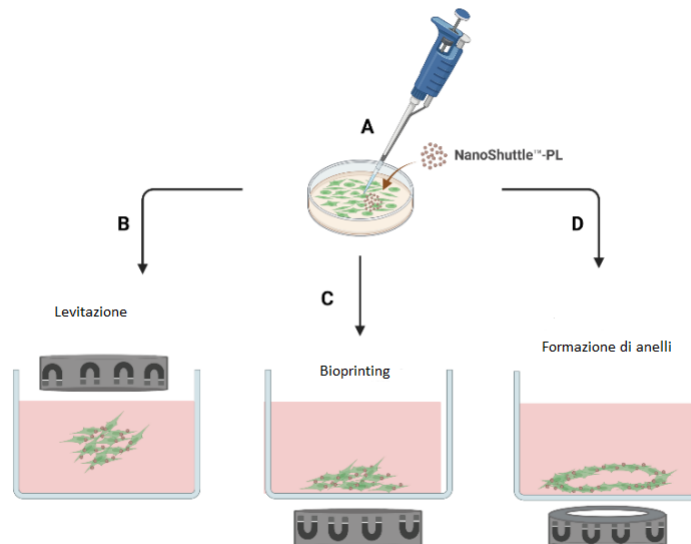 A
NanoShuttle™-PL
B
C
D
Levitazione
Bioprinting
Formazione di anelli